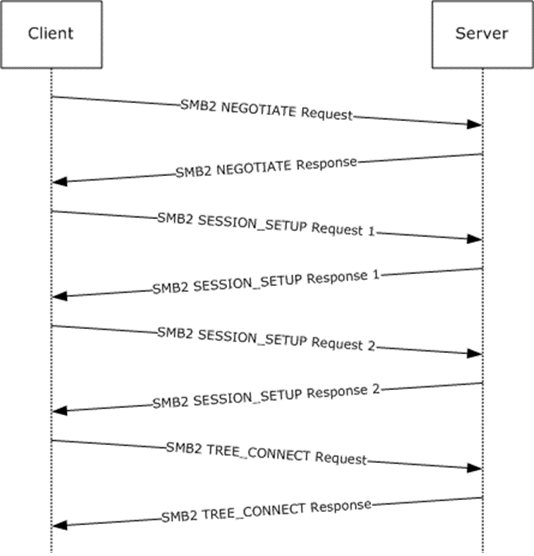 Client
Server
SMB2 NEGOTIATE Request
SMB2 NEGOTIATE Response
SMB2 SESSION_SETUP Request 1
SMB2 SESSION_SETUP Response 1
SMB2 SESSION_SETUP Request 2
SMB2 SESSION_SETUP Response 2
SMB2 TREE_CONNECT Request
SMB2 TREE_CONNECT Response